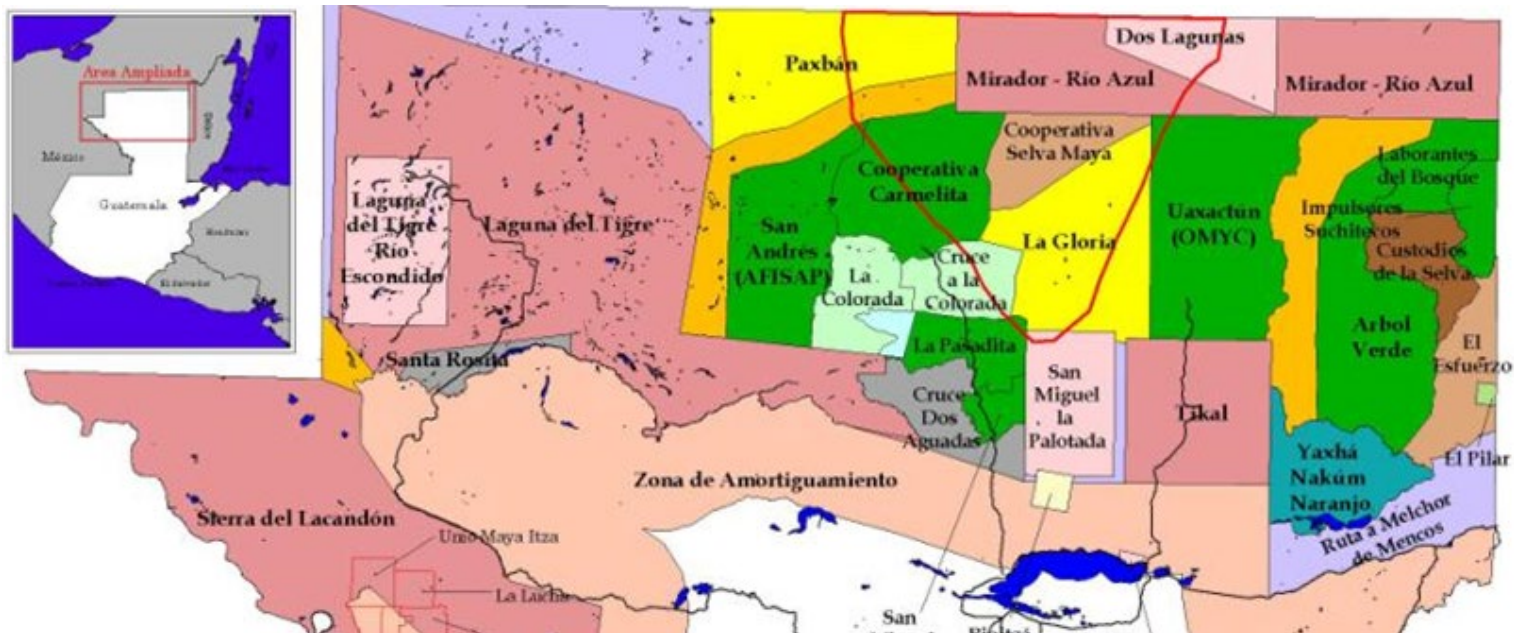 Area Ampliada
México
Guatemala
Honduras
El Salvador
Paxbán
Mirador - Río Azul
Dos Lagunas
Mirador - Río Azul
Cooperativa
Selva Maya
Cooperativa
Carmelita
Laborantes
del Bosque
Laguna
del Tigre
Río
Escondido
Laguna del Tigre
San
Andrés
(AFISAP)
La Gloria
Uaxactún
(OMYC)
Impulsores
Suchitecos
Custodios
de la Selva
La
Colorada
Cruce
a la
Colorada
Santa Rosita
La Pasadita
Arbol
Verde
El
Esfuerzo
Cruce
Dos
Aguadas
San
Miguel
la
Palotada
Tikal
El Pilar
Yaxhá
Nakúm
Naranjo
Zona de Amortiguamiento
Sierra del Lacandón
Ruta a Melchor
de Mencos
Unio Maya Itza
La Lucha
San